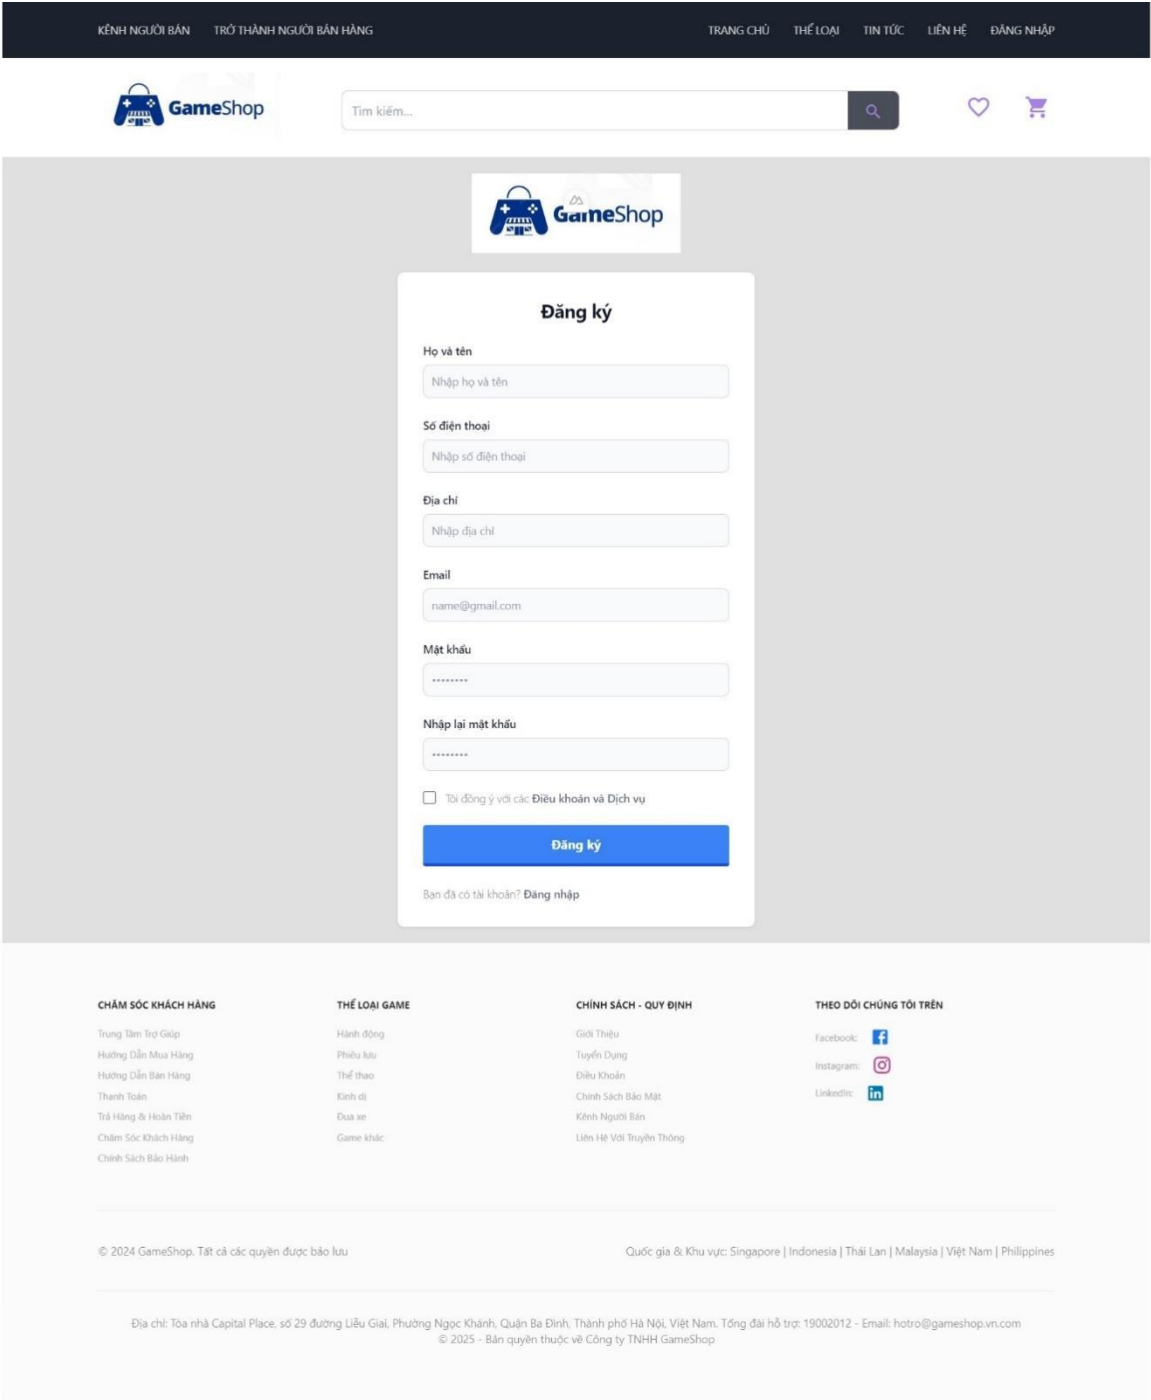 KÊNH NGƯỜI BÁN TRỞ THÀNH NGƯỜI BÁN HÀNG TRANG CHỦ THỂ LOẠI TIN TỨC LIÊN HỆ ĐĂNG NHẬP
GameShop
Tìm kiếm...
GameShop
Đăng ký
Họ và tên
Nhập họ và tên
Số điện thoại
Nhập số điện thoại
Địa chỉ
Nhập địa chỉ
Email
name@gmail.com
Mật khẩu
••••••••
Nhập lại mật khẩu
••••••••
Tôi đồng ý với các Điều khoản và Dịch vụ
Đăng ký
Bạn đã có tài khoản? Đăng nhập
CHĂM SÓC KHÁCH HÀNG
Trung Tâm Trợ Giúp
Hướng Dẫn Mua Hàng
Hướng Dẫn Bán Hàng
Thanh Toán
Trả Hàng & Hoàn Tiền
Chăm Sóc Khách Hàng
Chính Sách Bảo Hành
THỂ LOẠI GAME
Hành động
Phiêu lưu
Thể thao
Kinh dị
Đua xe
Game khác
CHÍNH SÁCH - QUY ĐỊNH
Giới Thiệu
Tuyển Dụng
Điều Khoản
Chính Sách Bảo Mật
Kênh Người Bán
Liên Hệ Với Truyền Thông
THEO DÕI CHÚNG TÔI TRÊN
Facebook:
Instagram:
LinkedIn:
© 2024 GameShop. Tất cả các quyền được bảo lưu
Quốc gia & Khu vực: Singapore | Indonesia | Thái Lan | Malaysia | Việt Nam | Philippines
Địa chỉ: Tòa nhà Capital Place, số 29 đường Liễu Giai, Phường Ngọc Khánh, Quận Ba Đình, Thành phố Hà Nội, Việt Nam. Tổng đài hỗ trợ: 19002012 - Email: hotro@gameshop.vn.com
© 2025 - Bản quyền thuộc về Công ty TNHH GameShop